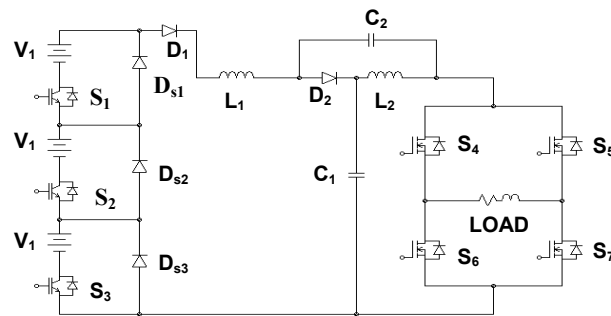 C₂
V₁ D₁
Dₛ₁ L₁ D₂ L₂
S₁
V₁ S₄ S₅
Dₛ₂ C₁
S₂
LOAD
V₁
Dₛ₃ S₆ S₇
S₃